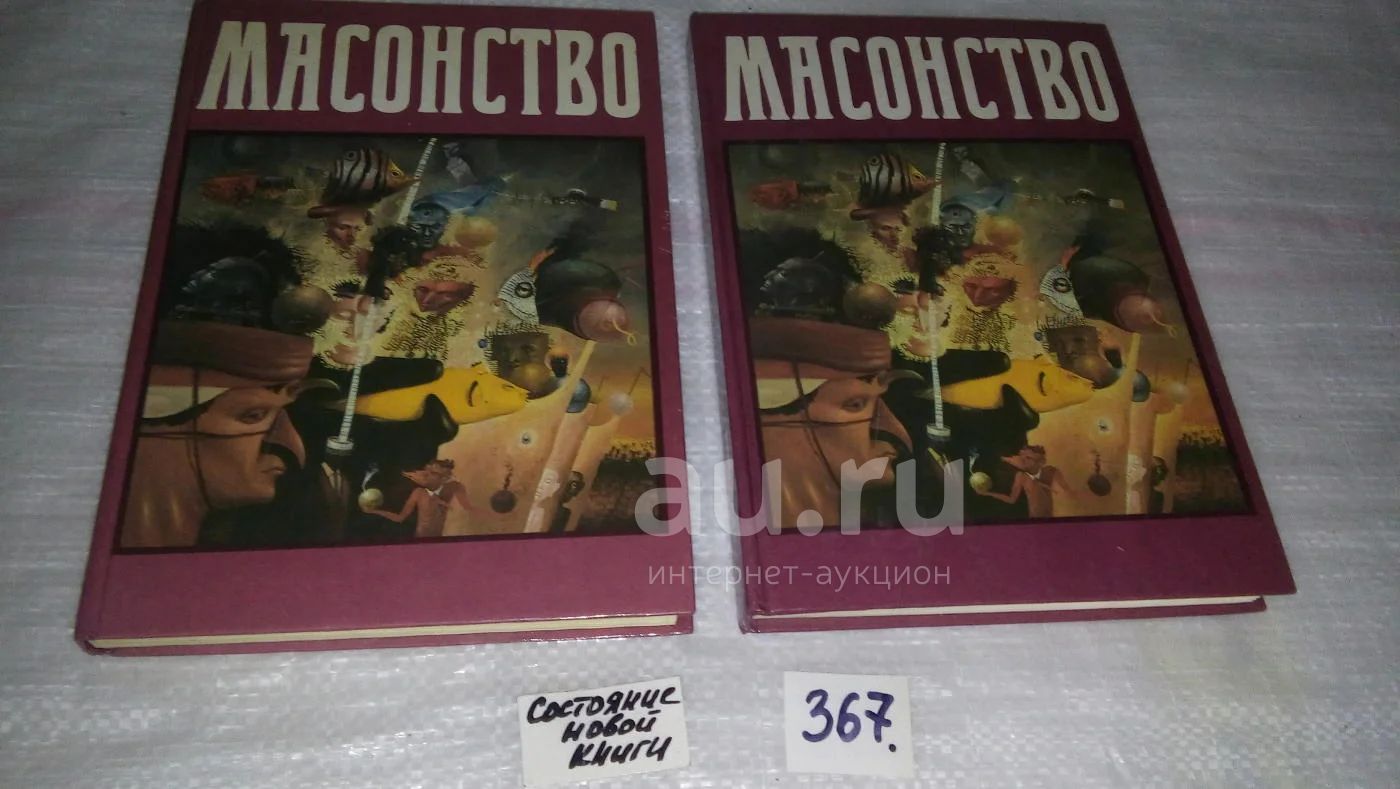 МАСОНСТВО
МАСОНСТВО
au.ru
интернет-аукцион
Состояние
новой
книги
367.